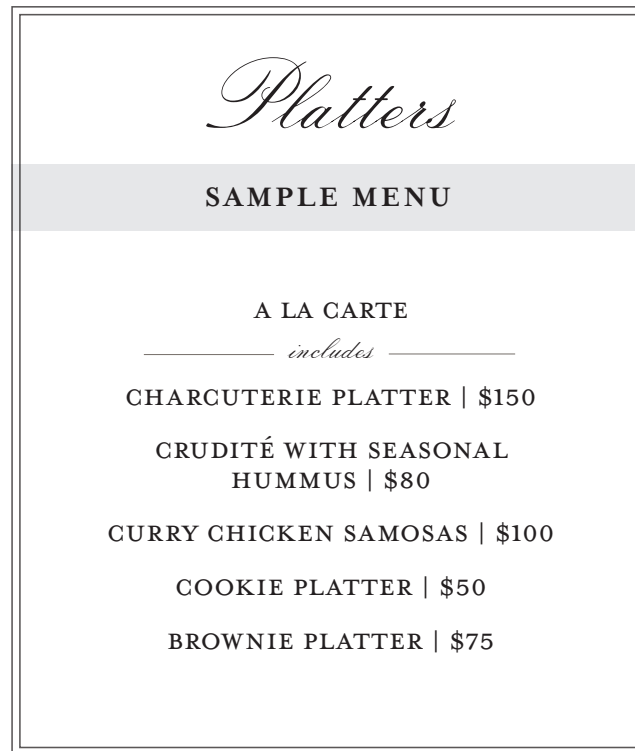 Platters
SAMPLE MENU
A LA CARTE
includes
CHARCUTERIE PLATTER | $150
CRUDITÉ WITH SEASONAL
HUMMUS | $80
CURRY CHICKEN SAMOSAS | $100
COOKIE PLATTER | $50
BROWNIE PLATTER | $75